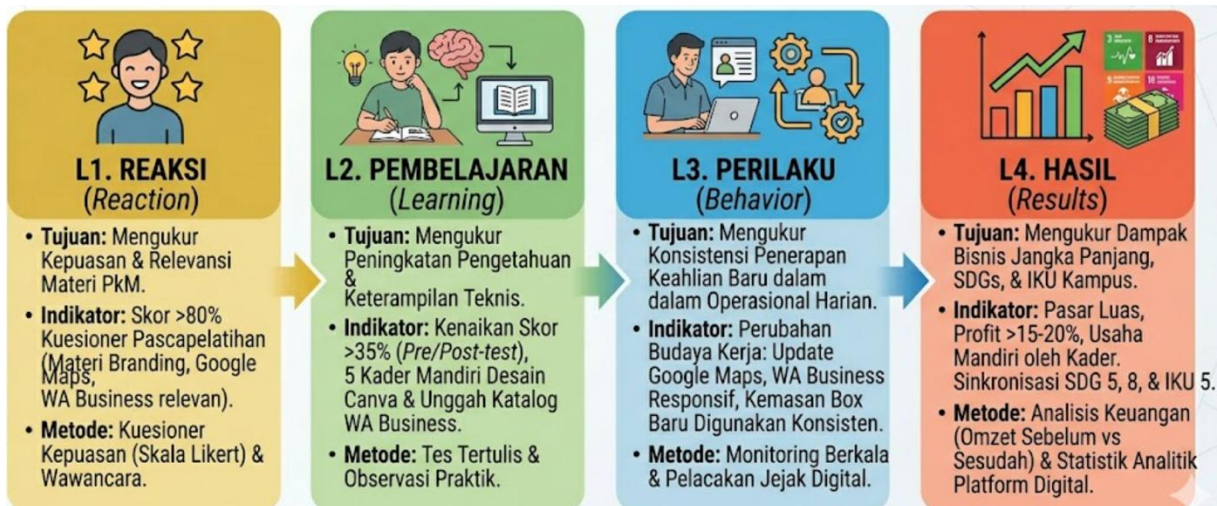 L1. REAKSI
(Reaction)
• Tujuan: Mengukur
Kepuasan & Relevansi
Materi PkM.
• Indikator: Skor >80%
Kuesioner Pascapelatihan
(Materi Branding, Google
Maps,
WA Business relevan).
• Metode: Kuesioner
Kepuasan (Skala Likert) &
Wawancara.
L2. PEMBELAJARAN
(Learning)
• Tujuan: Mengukur
Peningkatan Pengetahuan
&
Keterampilan Teknis.
• Indikator: Kenaikan Skor
>35% (Pre/Post-test),
5 Kader Mandiri Desain
Canva & Unggah Katalog
WA Business.
• Metode: Tes Tertulis &
Observasi Praktik.
L3. PERILAKU
(Behavior)
• Tujuan: Mengukur
Konsistensi Penerapan
Keahlian Baru dalam
dalam Operasional Harian.
• Indikator: Perubahan
Budaya Kerja: Update
Google Maps, WA Business
Responsif, Kemasan Box
Baru Digunakan Konsisten.
• Metode: Monitoring Berkala
& Pelacakan Jejak Digital.
3
8
L4. HASIL
(Results)
• Tujuan: Mengukur Dampak
Bisnis Jangka Panjang,
SDGs, & IKU Kampus.
• Indikator: Pasar Luas,
Profit >15-20%, Usaha
Mandiri oleh Kader.
Sinkronisasi SDG 5, 8, & IKU 5.
• Metode: Analisis Keuangan
(Omzet Sebelum vs
Sesudah) & Statistik Analitik
Platform Digital.